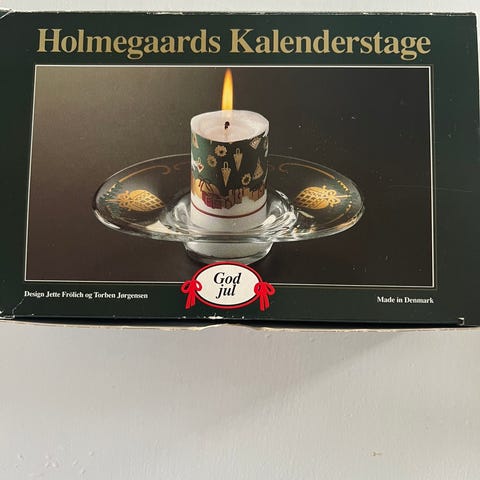 Holmegaards Kalenderstage
God
jul
Design Jette Frölich og Torben Jørgensen
Made in Denmark